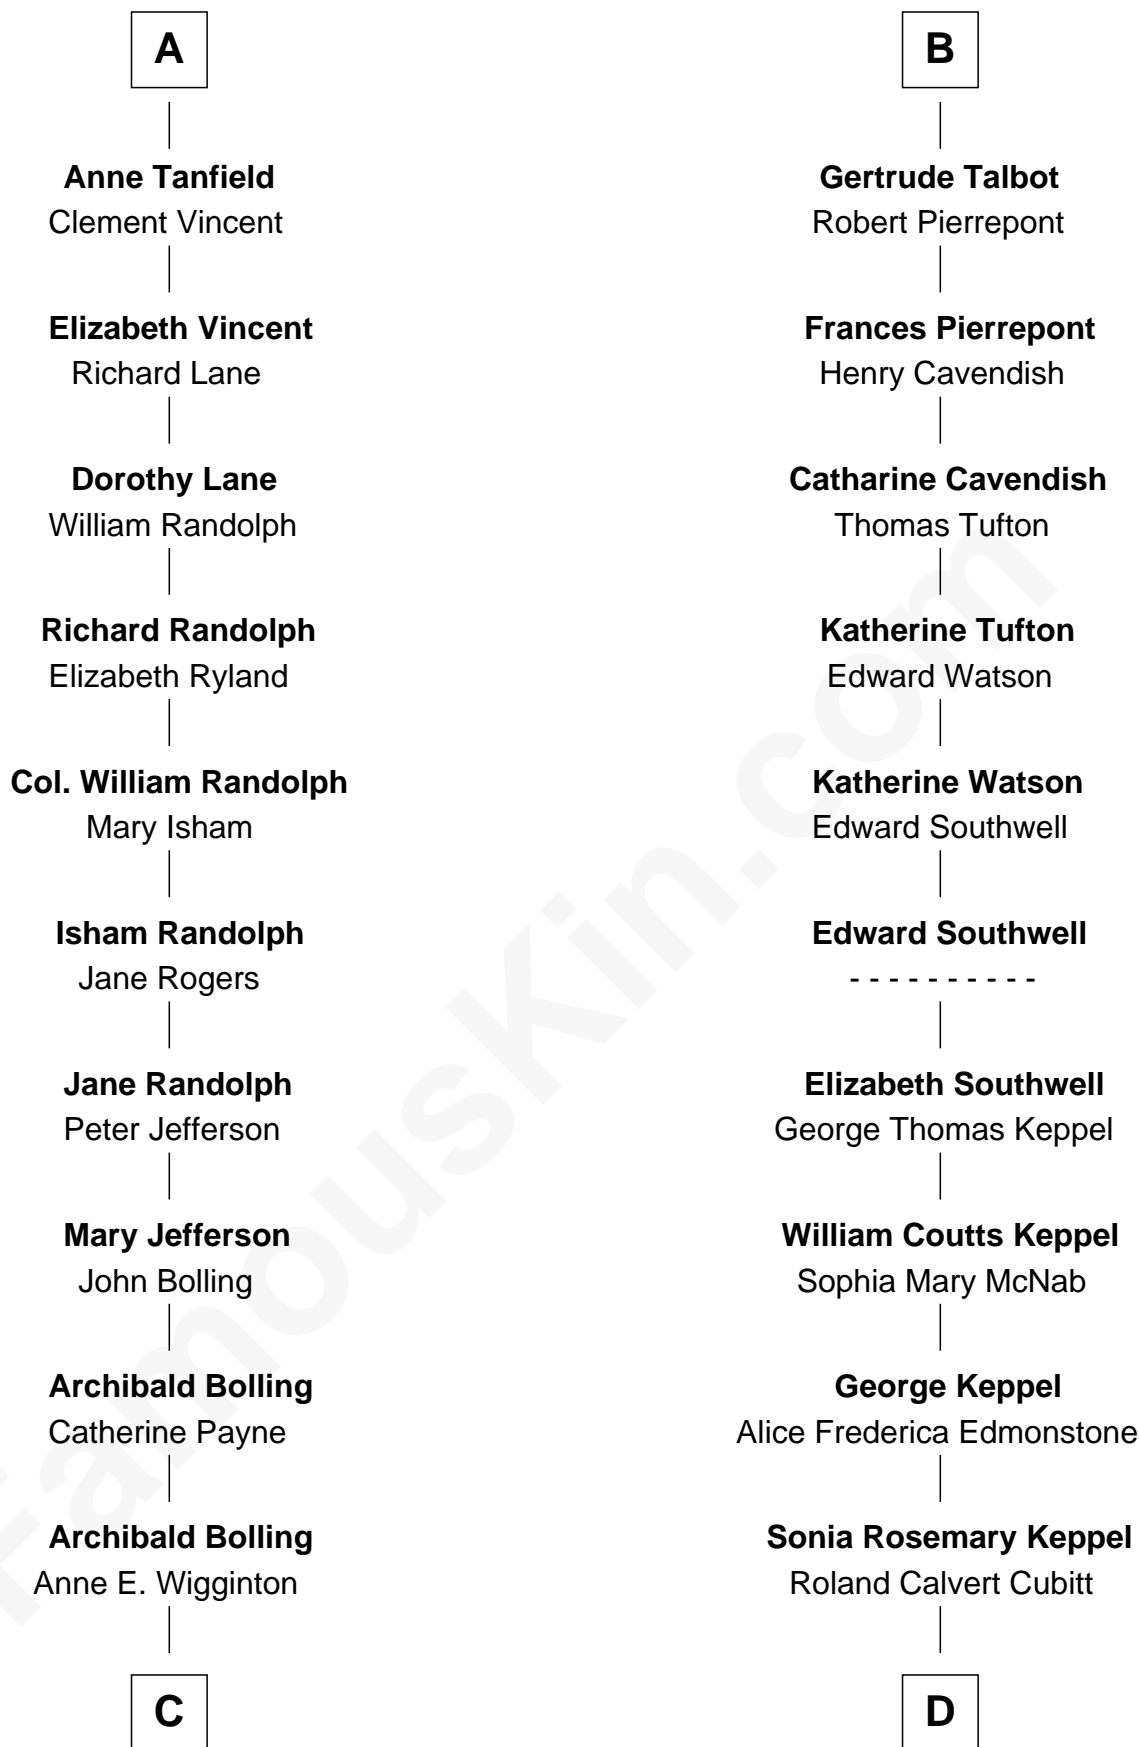 A
Anne Tanfield
Clement Vincent
Elizabeth Vincent
Richard Lane
Dorothy Lane
William Randolph
Richard Randolph
Elizabeth Ryland
Col. William Randolph
Mary Isham
Isham Randolph
Jane Rogers
Jane Randolph
Peter Jefferson
Mary Jefferson
John Bolling
Archibald Bolling
Catherine Payne
Archibald Bolling
Anne E. Wigginton
C
B
Gertrude Talbot
Robert Pierrepont
Frances Pierrepont
Henry Cavendish
Catharine Cavendish
Thomas Tufton
Katherine Tufton
Edward Watson
Katherine Watson
Edward Southwell
Edward Southwell
- - - - - - - - - -
Elizabeth Southwell
George Thomas Keppel
William Coutts Keppel
Sophia Mary McNab
George Keppel
Alice Frederica Edmonstone
Sonia Rosemary Keppel
Roland Calvert Cubitt
D
FamousKin.com